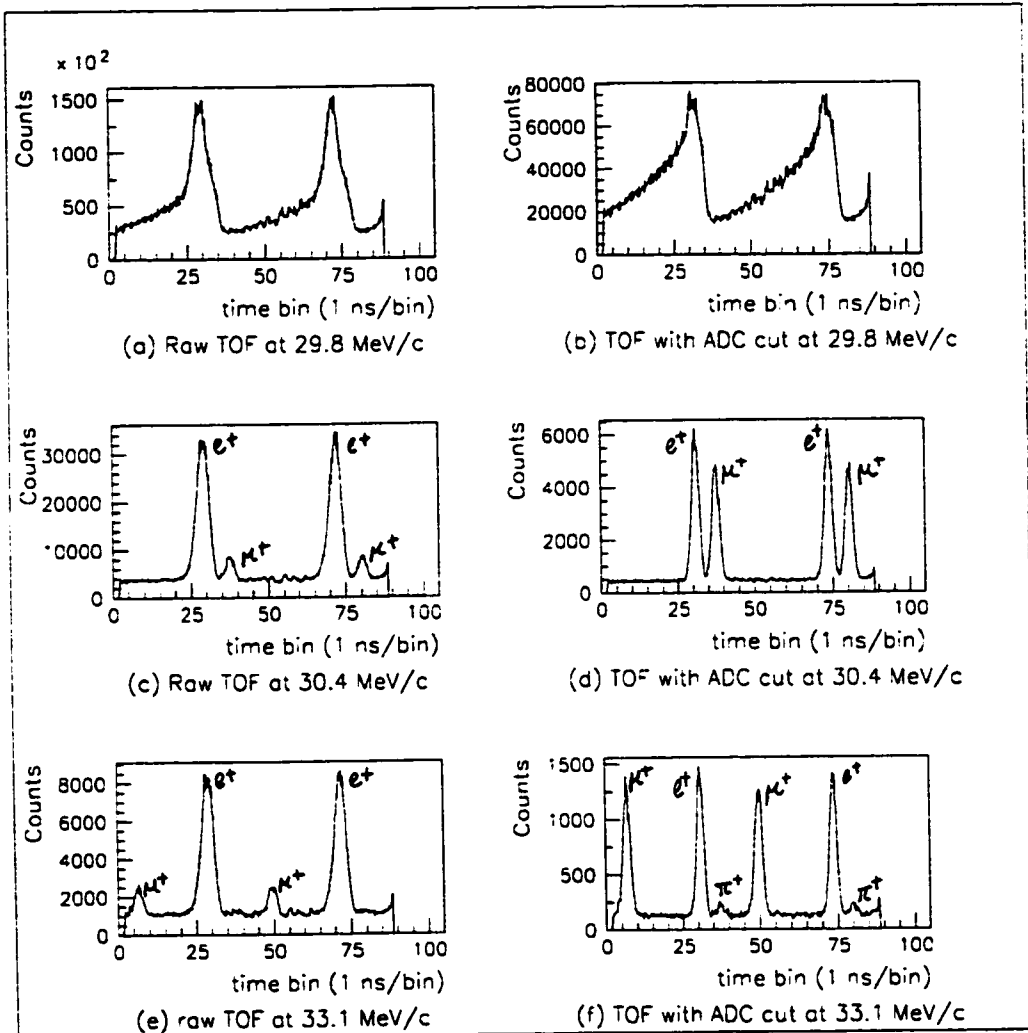 × 10²
Counts
1500
1000
500
0
0 25 50 75 100
time bin (1 ns/bin)
(a) Raw TOF at 29.8 MeV/c
Counts
80000
60000
40000
20000
0
0 25 50 75 100
time bin (1 ns/bin)
(b) TOF with ADC cut at 29.8 MeV/c
Counts
30000
20000
0000
0
e+ e+
μ+ μ+
0 25 50 75 100
time bin (1 ns/bin)
(c) Raw TOF at 30.4 MeV/c
Counts
6000
4000
2000
0
e+ μ+ e+ μ+
0 25 50 75 100
time bin (1 ns/bin)
(d) TOF with ADC cut at 30.4 MeV/c
Counts
8000
6000
4000
2000
0
e+ e+
μ+ μ+
0 25 50 75 100
time bin (1 ns/bin)
(e) raw TOF at 33.1 MeV/c
Counts
1500
1000
500
0
μ+ e+ μ+ e+
π+ π+
0 25 50 75 100
time bin (1 ns/bin)
(f) TOF with ADC cut at 33.1 MeV/c